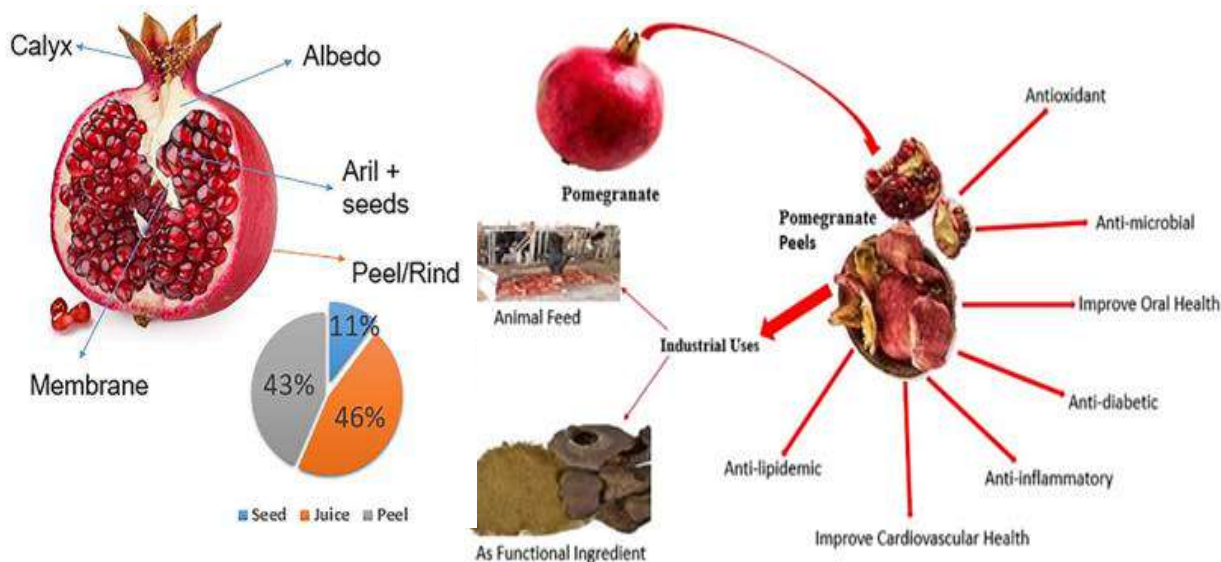 Calyx
Albedo
Aril +
seeds
Peel/Rind
Membrane
11%
43%
46%
Seed Juice Peel
Pomegranate
Pomegranate
Peels
Antioxidant
Anti-microbial
Improve Oral Health
Anti-diabetic
Anti-inflammatory
Improve Cardiovascular Health
Anti-lipidemic
Industrial Uses
Animal Feed
As Functional Ingredient